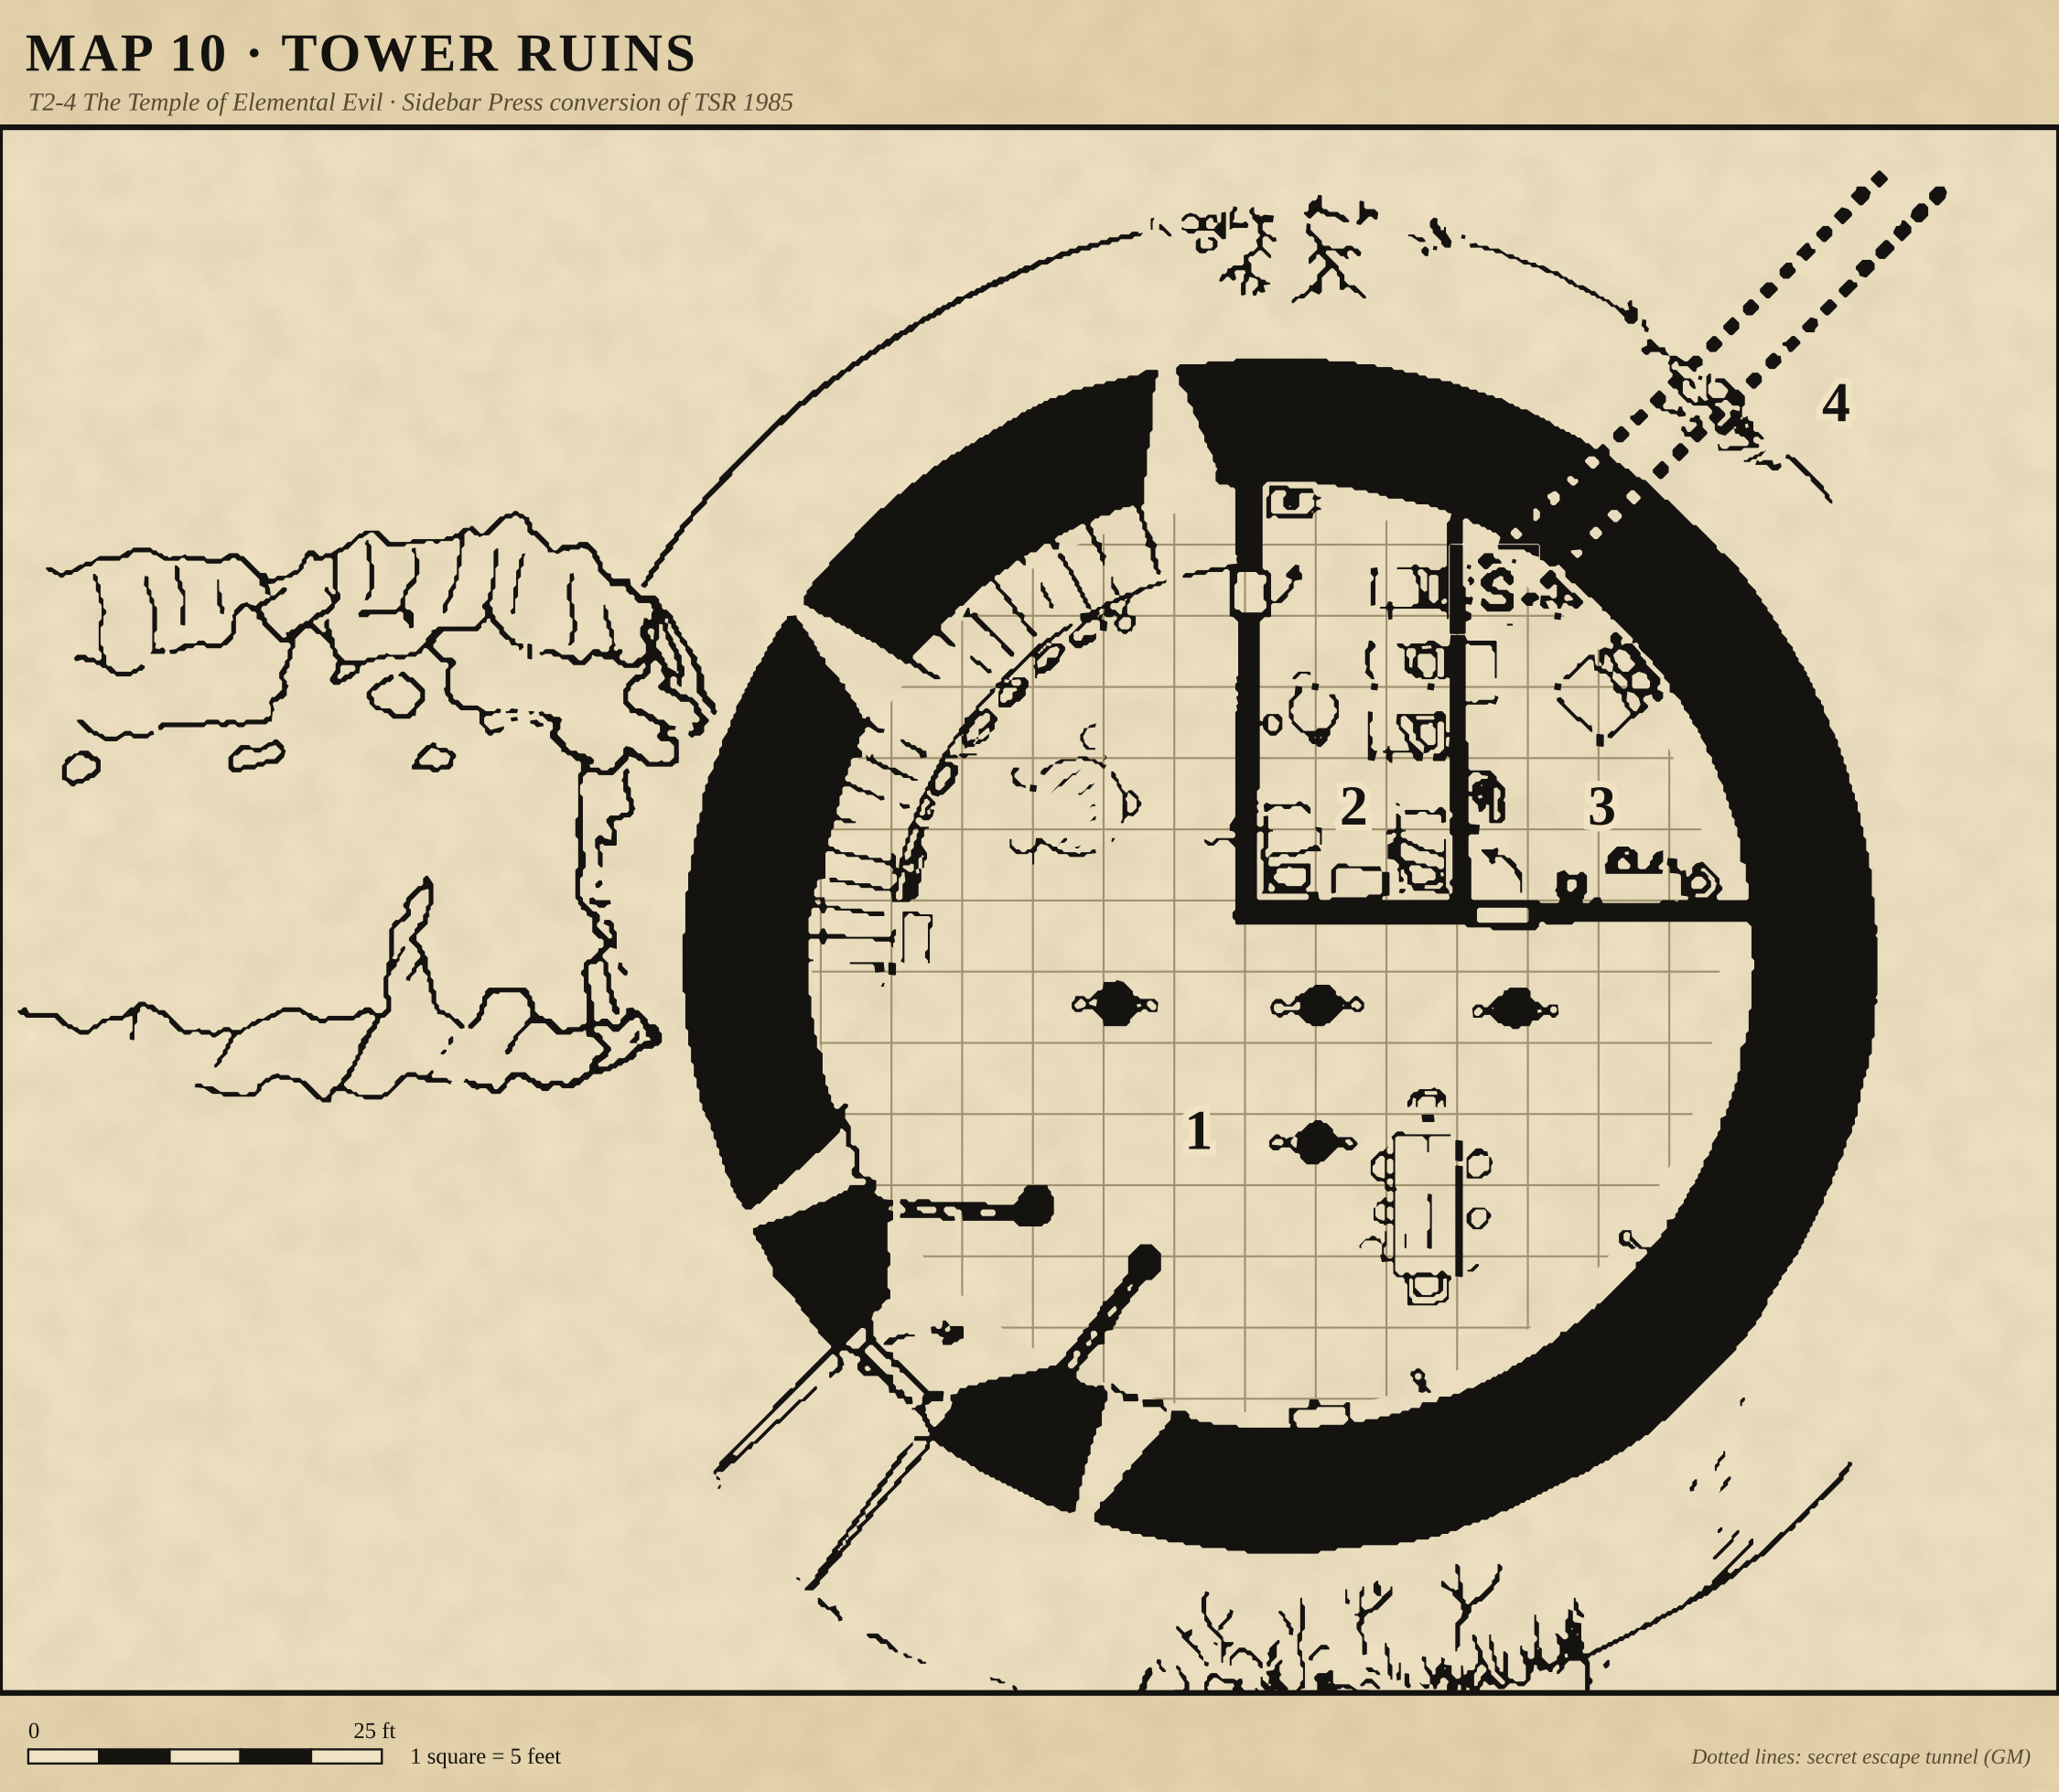 MAP 10 · TOWER RUINS
T2-4 The Temple of Elemental Evil · Sidebar Press conversion of TSR 1985
4
S
2
3
1
0
25 ft
1 square = 5 feet
Dotted lines: secret escape tunnel (GM)